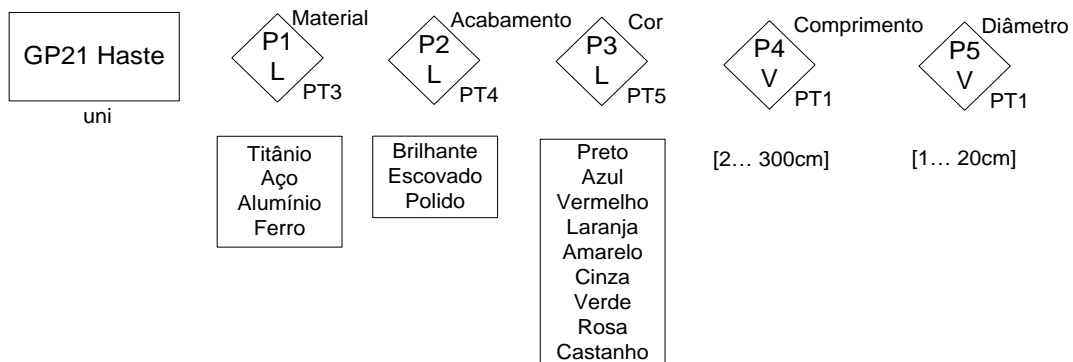 GP21 Haste
uni
Material
P1
L
PT3
Titânio
Aço
Alumínio
Ferro
Acabamento
P2
L
PT4
Brilhante
Escovado
Polido
Cor
P3
L
PT5
Preto
Azul
Vermelho
Laranja
Amarelo
Cinza
Verde
Rosa
Castanho
Comprimento
P4
V
PT1
[2… 300cm]
Diâmetro
P5
V
PT1
[1… 20cm]